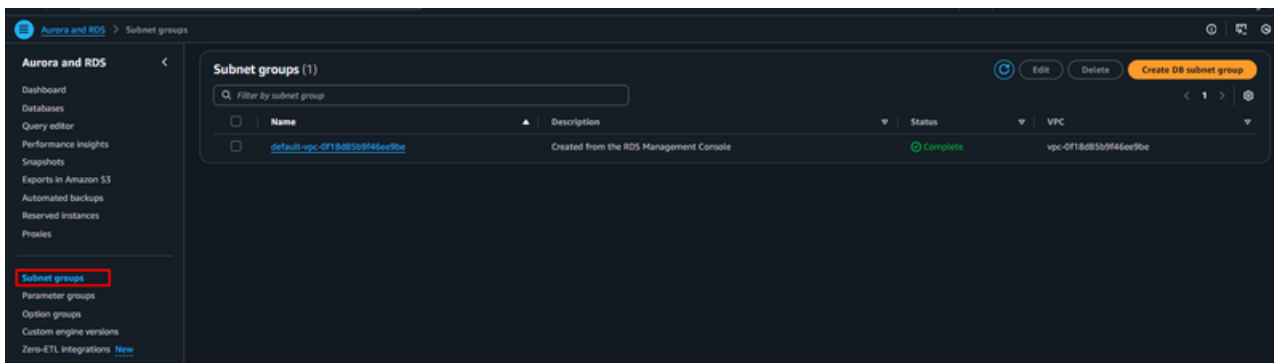 Aurora and RDS > Subnet groups
Aurora and RDS
Dashboard
Databases
Query editor
Performance insights
Snapshots
Exports in Amazon S3
Automated backups
Reserved instances
Proxies
Subnet groups
Parameter groups
Option groups
Custom engine versions
Zero-ETL integrations New
Subnet groups (1)
Edit
Delete
Create DB subnet group
Filter by subnet group
< 1 >
Name Description Status VPC
default-vpc-0f18d85b9f46ee9be Created from the RDS Management Console Complete vpc-0f18d85b9f46ee9be